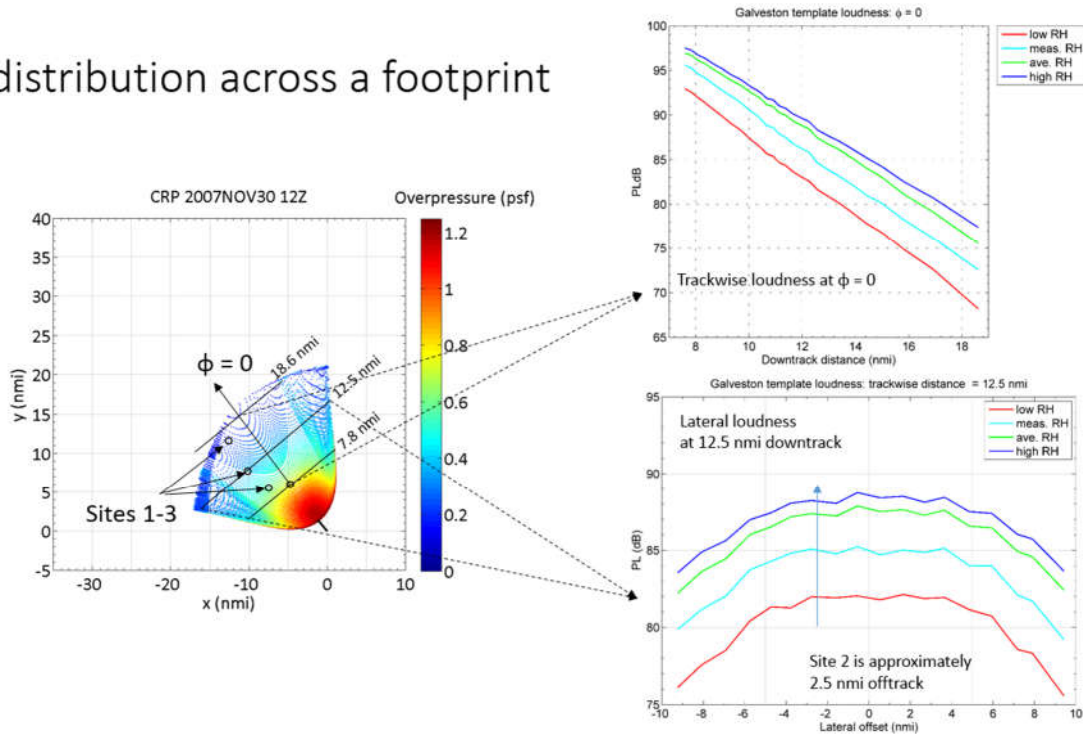 distribution across a footprint
CRP 2007NOV30 12Z
Overpressure (psf)
40
35
30
25
20
15
10
5
0
-5
y (nmi)
-30
-20
-10
0
10
x (nmi)
1.2
1
0.8
0.6
0.4
0.2
0
ϕ = 0
18.6 nmi
12.5 nmi
7.8 nmi
Sites 1-3
Galveston template loudness: ϕ = 0
100
95
90
85
80
75
70
65
PLdB
8
10
12
14
16
18
Downtrack distance (nmi)
low RH
meas. RH
ave. RH
high RH
Trackwise loudness at ϕ = 0
Galveston template loudness: trackwise distance = 12.5 nmi
95
90
85
80
75
PL (dB)
-10
-8
-6
-4
-2
0
2
4
6
8
10
Lateral offset (nmi)
low RH
meas. RH
ave. RH
high RH
Lateral loudness
at 12.5 nmi downtrack
Site 2 is approximately
2.5 nmi offtrack